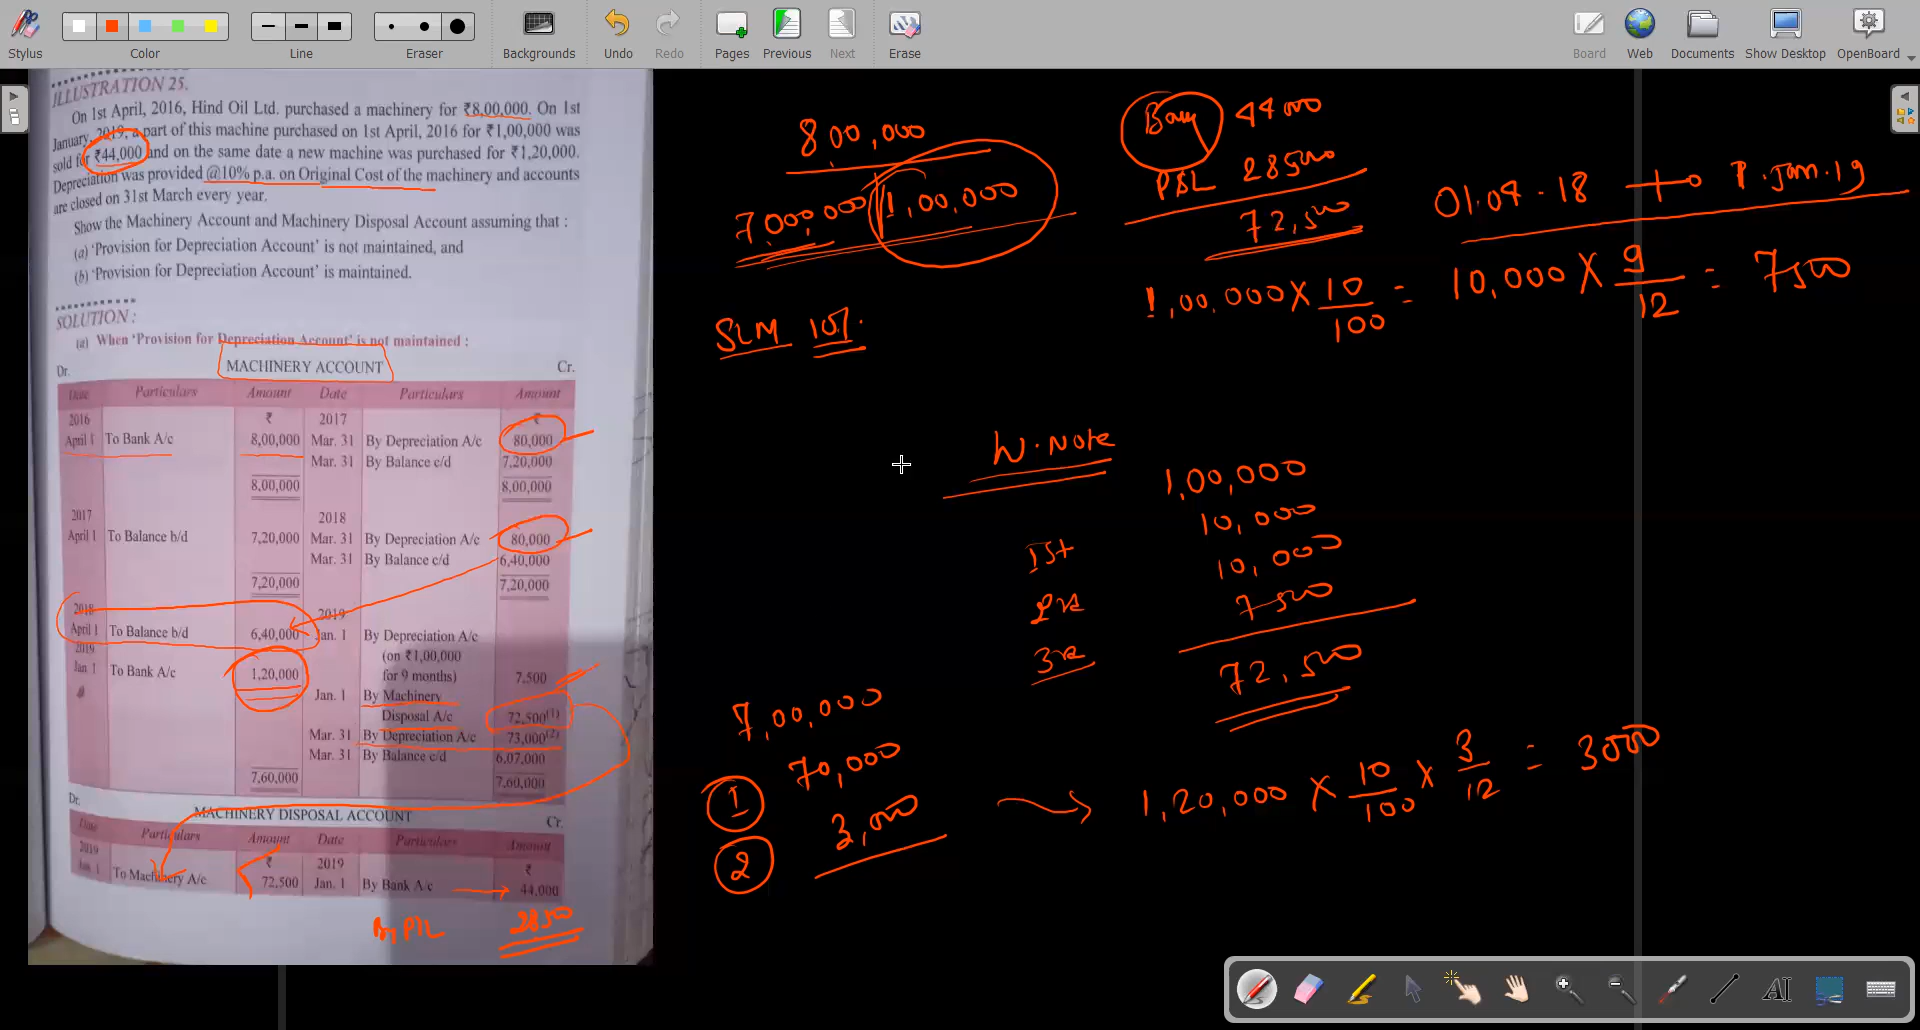 Stylus
Color
Line
Eraser
Backgrounds
Undo
Redo
Pages
Previous
Next
Erase
Board
Web
Documents
Show Desktop
OpenBoard
ILLUSTRATION 25.
On 1st April, 2016, Hind Oil Ltd. purchased a machinery for ₹8,00,000. On 1st
January, 2019, a part of this machine purchased on 1st April, 2016 for ₹1,00,000 was
sold for ₹44,000 and on the same date a new machine was purchased for ₹1,20,000.
Depreciation was provided @10% p.a. on Original Cost of the machinery and accounts
are closed on 31st March every year.
Show the Machinery Account and Machinery Disposal Account assuming that :
(a) 'Provision for Depreciation Account' is not maintained, and
(b) 'Provision for Depreciation Account' is maintained.
SOLUTION :
(a) When 'Provision for Depreciation Account' is not maintained :
MACHINERY ACCOUNT
Dr. Cr.
Date Particulars Amount Date Particulars Amount
2016 ₹ 2017 ₹
April 1 To Bank A/c 8,00,000 Mar. 31 By Depreciation A/c 80,000
Mar. 31 By Balance c/d 7,20,000
8,00,000 8,00,000
2017 2018
April 1 To Balance b/d 7,20,000 Mar. 31 By Depreciation A/c 80,000
Mar. 31 By Balance c/d 6,40,000
7,20,000 7,20,000
2018 2019
April 1 To Balance b/d 6,40,000 Jan. 1 By Depreciation A/c
2019 (on ₹1,00,000
Jan 1 To Bank A/c 1,20,000 for 9 months) 7,500
Jan. 1 By Machinery
Disposal A/c 72,500(1)
Mar. 31 By Depreciation A/c 73,000(2)
Mar. 31 By Balance c/d 6,07,000
7,60,000 7,60,000
MACHINERY DISPOSAL ACCOUNT
Dr. Cr.
Date Particulars Amount Date Particulars Amount
2019 ₹ 2019 ₹
Jan. 1 To Machinery A/c 72,500 Jan. 1 By Bank A/c 44,000
By P/L 28500
8,00,000
7,00,000 1,00,000
SLM 10%.
Bank 44000
P&L 28500
72,500
01.04.18 to 1.Jan.19
1,00,000 X 10/100 = 10,000 X 9/12 = 7500
W.Note
1,00,000
10,000
1st 10,000
2nd 7500
3rd 72,500
7,00,000
1 70,000
2 3,000
1,20,000 X 10/100 X 3/12 = 3000